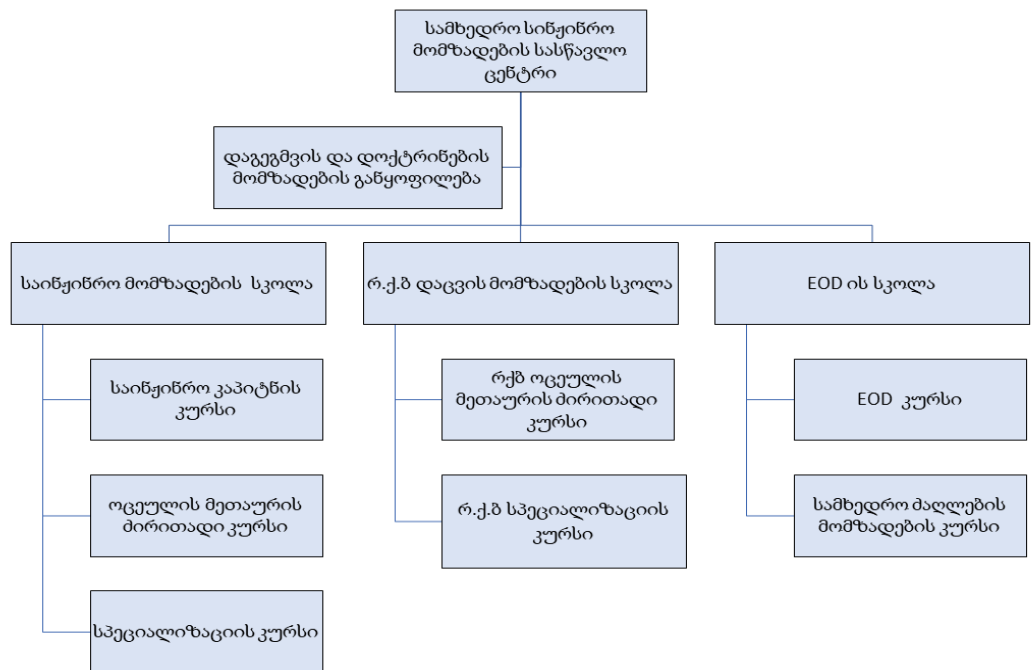 სამხედრო სინჟინრო
მომზადების სასწავლო
ცენტრი
დაგეგმვის და დოქტრინების
მომზადების განყოფილება
საინჟინრო მომზადების სკოლა
რ.ქ.ბ დაცვის მომზადების სკოლა
EOD ის სკოლა
საინჟინრო კაპიტნის
კურსი
ოცეულის მეთაურის
ძირითადი კურსი
სპეციალიზაციის კურსი
რქბ ოცეულის
მეთაურის ძირითადი
კურსი
რ.ქ.ბ სპეციალიზაციის
კურსი
EOD კურსი
სამხედრო ძაღლების
მომზადების კურსი